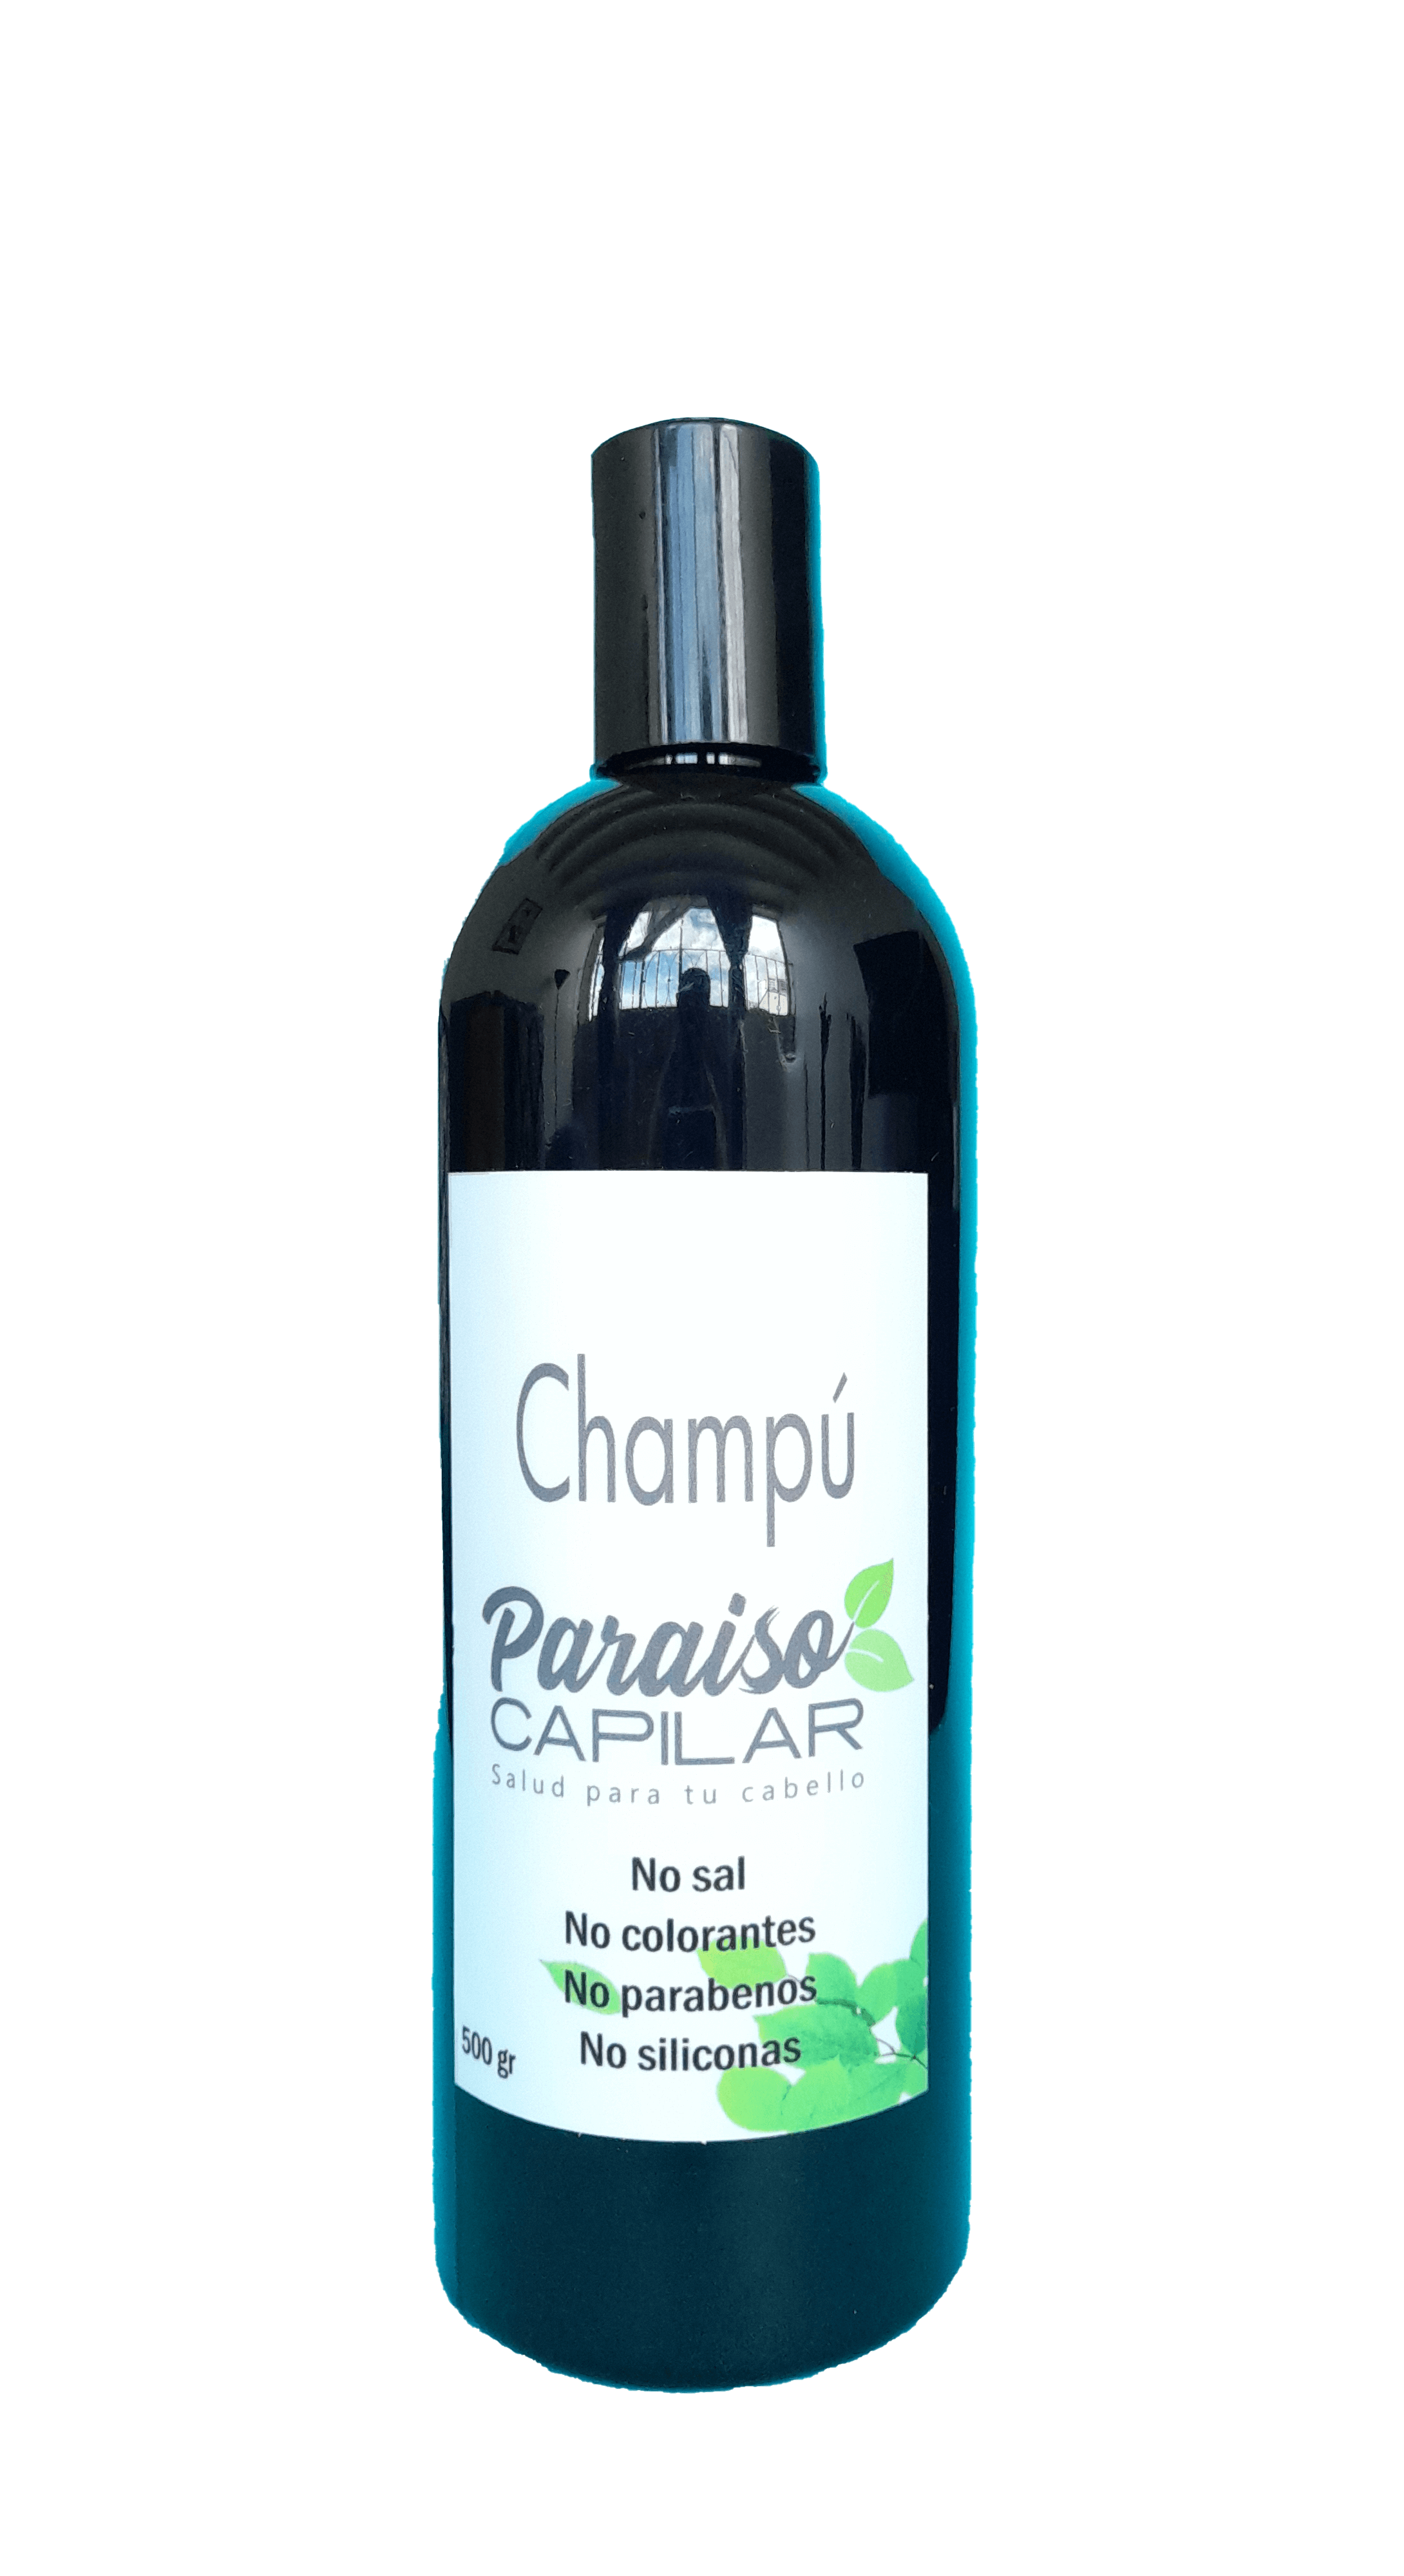 Champú
Paraiso
CAPILAR
Salud para tu cabello
No sal
No colorantes
No parabenos
No siliconas
500 gr